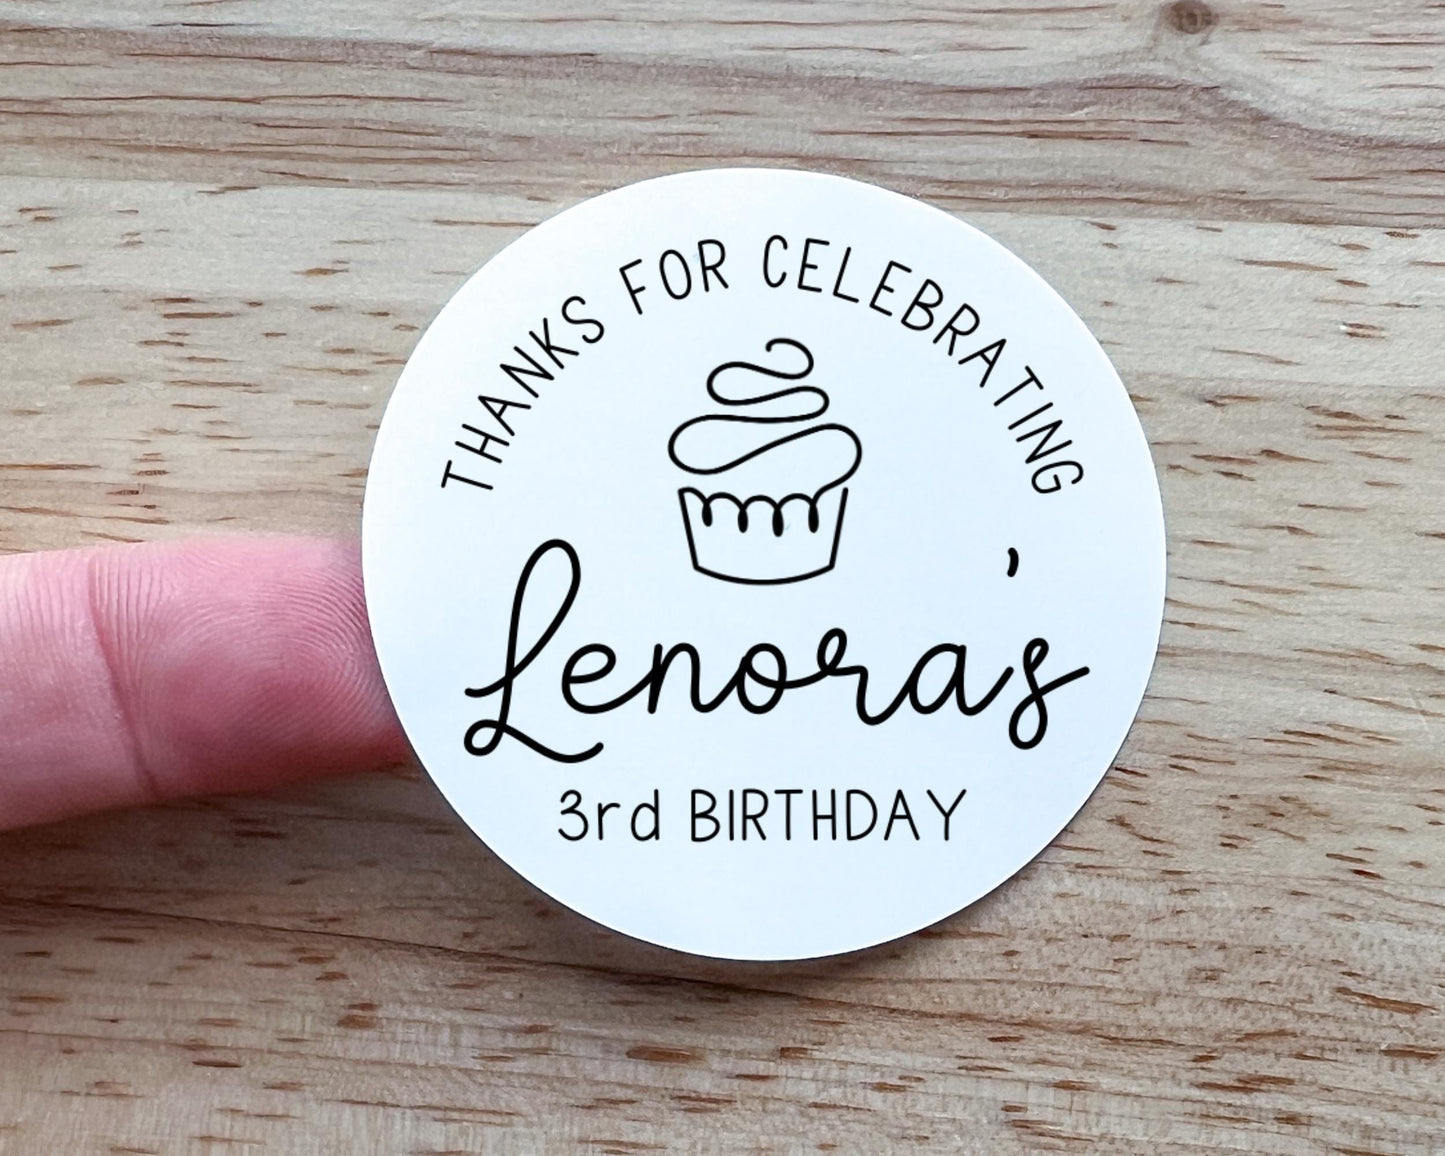 THANKS FOR CELEBRATING
Lenora's
3rd BIRTHDAY